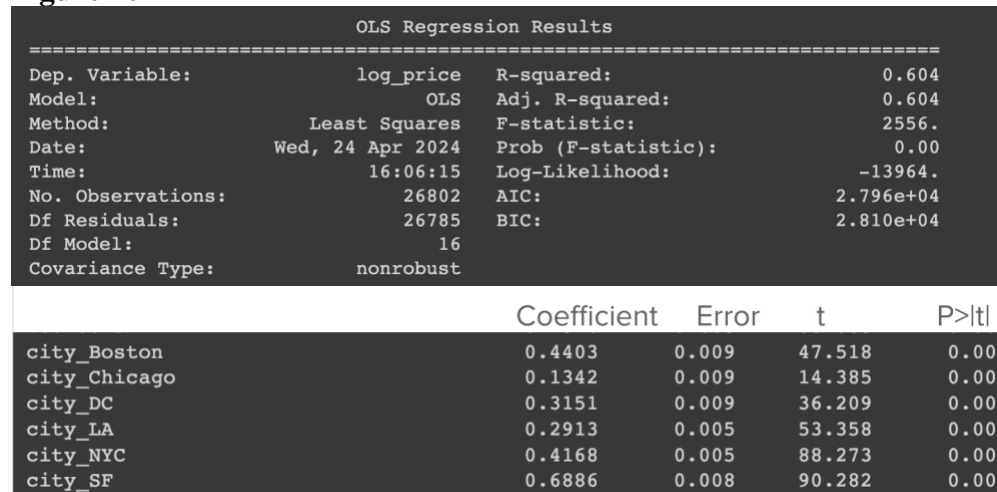 OLS Regression Results
==============================================================================
Dep. Variable: log_price R-squared: 0.604
Model: OLS Adj. R-squared: 0.604
Method: Least Squares F-statistic: 2556.
Date: Wed, 24 Apr 2024 Prob (F-statistic): 0.00
Time: 16:06:15 Log-Likelihood: -13964.
No. Observations: 26802 AIC: 2.796e+04
Df Residuals: 26785 BIC: 2.810e+04
Df Model: 16
Covariance Type: nonrobust
Coefficient Error t P>|t|
city_Boston 0.4403 0.009 47.518 0.00
city_Chicago 0.1342 0.009 14.385 0.00
city_DC 0.3151 0.009 36.209 0.00
city_LA 0.2913 0.005 53.358 0.00
city_NYC 0.4168 0.005 88.273 0.00
city_SF 0.6886 0.008 90.282 0.00